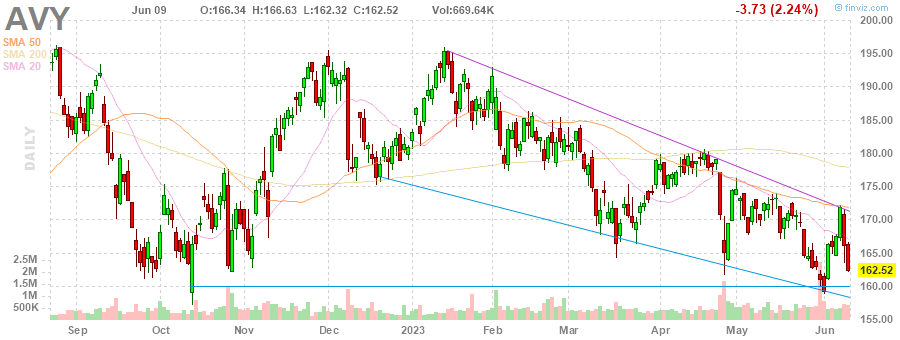 AVY Jun 09 O:166.34 H:166.63 L:162.32 C:162.52 Vol:669.64K -3.73 (2.24%) © finviz.com
SMA 50
SMA 200
SMA 20
DAILY
200.00
195.00
190.00
185.00
180.00
175.00
170.00
165.00
162.52
160.00
155.00
2.5M
2M
1.5M
1M
500K
Sep Oct Nov Dec 2023 Feb Mar Apr May Jun